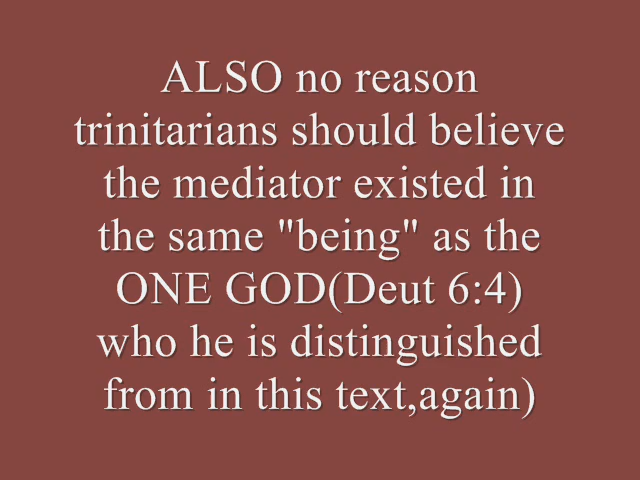 ALSO no reason
trinitarians should believe
the mediator existed in
the same "being" as the
ONE GOD(Deut 6:4)
who he is distinguished
from in this text,again)